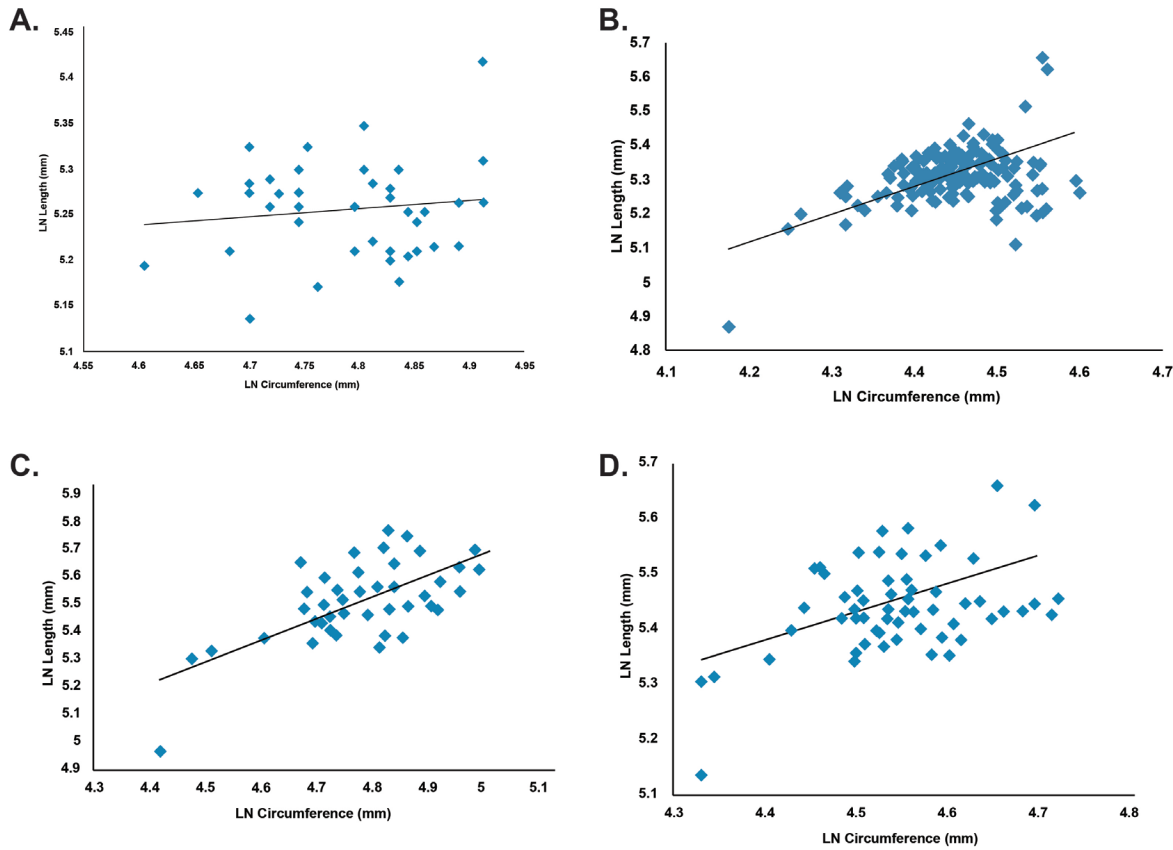 A.
5.45
5.4
5.35
5.3
5.25
5.2
5.15
5.1
LN Length (mm)
4.55 4.6 4.65 4.7 4.75 4.8 4.85 4.9 4.95
LN Circumference (mm)
B.
5.7
5.6
5.5
5.4
5.3
5.2
5.1
5
4.9
4.8
LN Length (mm)
4.1 4.2 4.3 4.4 4.5 4.6 4.7
LN Circumference (mm)
C.
5.9
5.8
5.7
5.6
5.5
5.4
5.3
5.2
5.1
5
4.9
LN Length (mm)
4.3 4.4 4.5 4.6 4.7 4.8 4.9 5 5.1
LN Circumference (mm)
D.
5.7
5.6
5.5
5.4
5.3
5.2
5.1
LN Length (mm)
4.3 4.4 4.5 4.6 4.7 4.8
LN Circumference (mm)